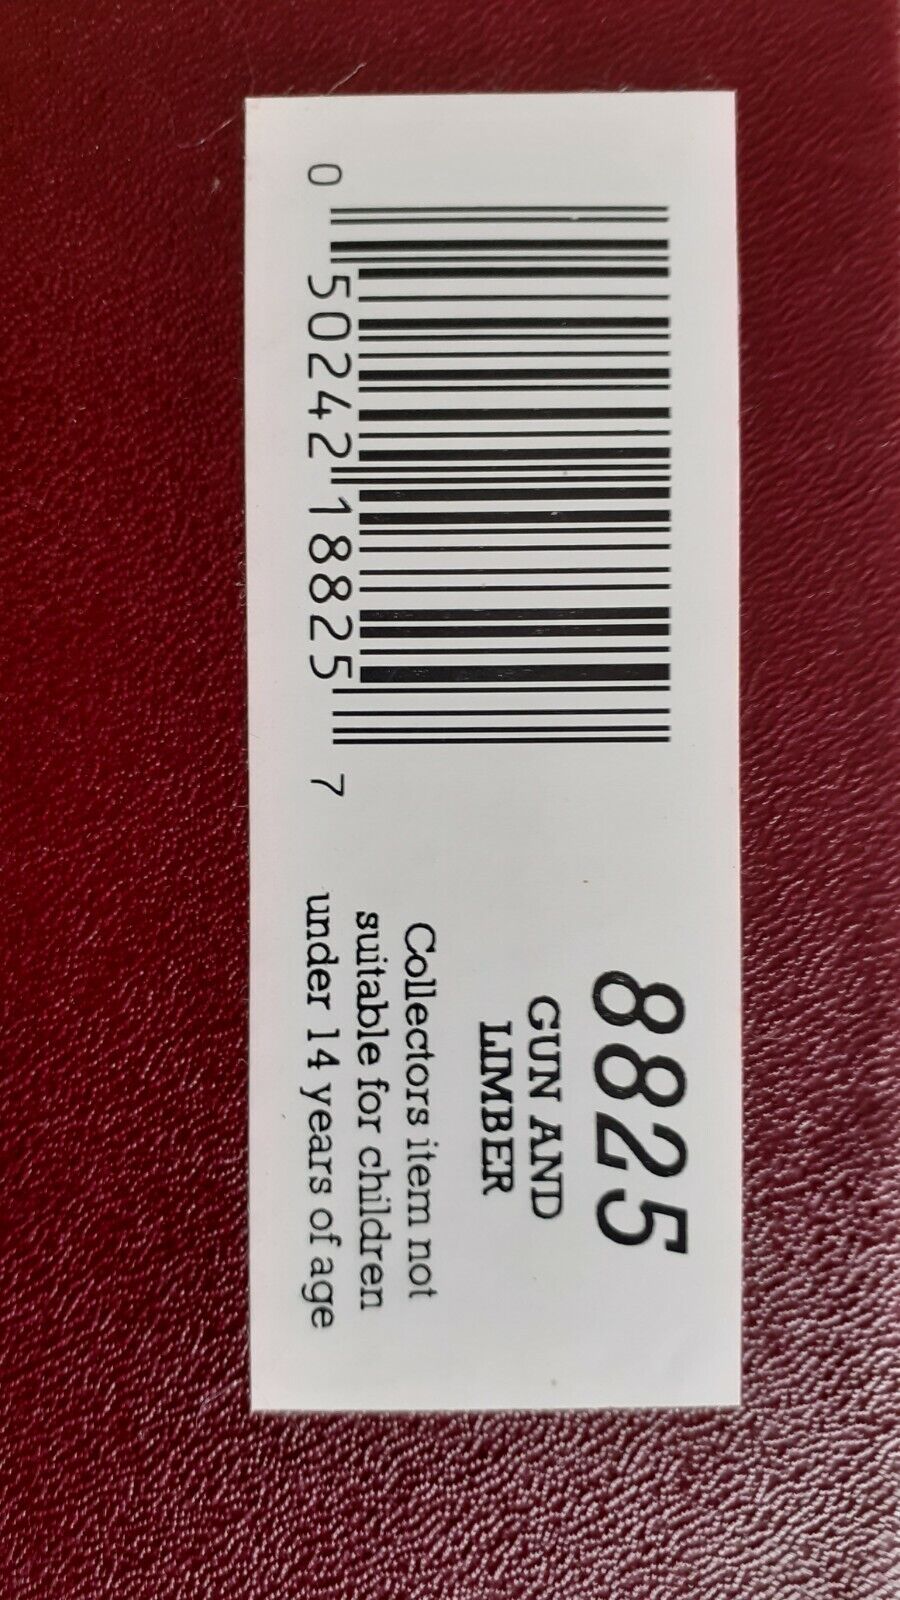 8825
GUN AND
LIMBER
Collectors item not
suitable for children
under 14 years of age
0 50242 18825 7